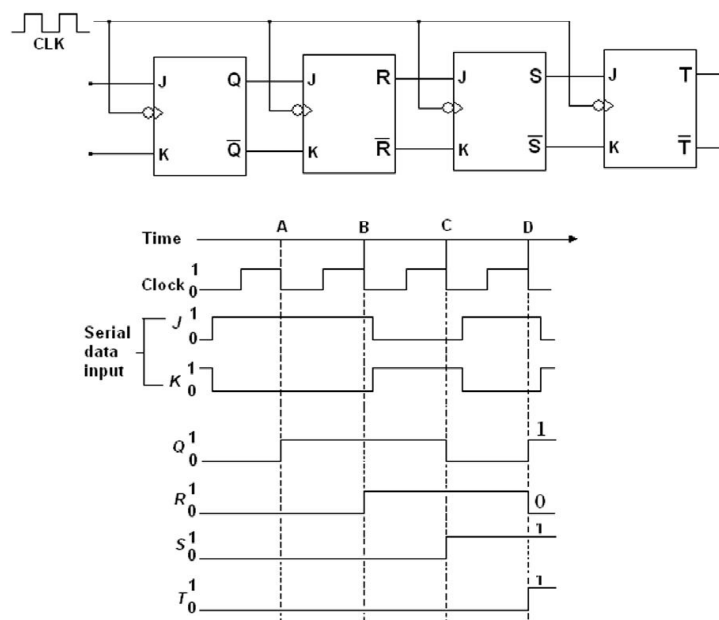 CLK
J Q J R J S J T
K Q̅ K R̅ K S̅ K T̅
A B C D
Time
Clock 1 0
Serial data input
J 1 0
K 1 0
Q 1 0 1
R 1 0 0
S 1 0 1
T 1 0 1